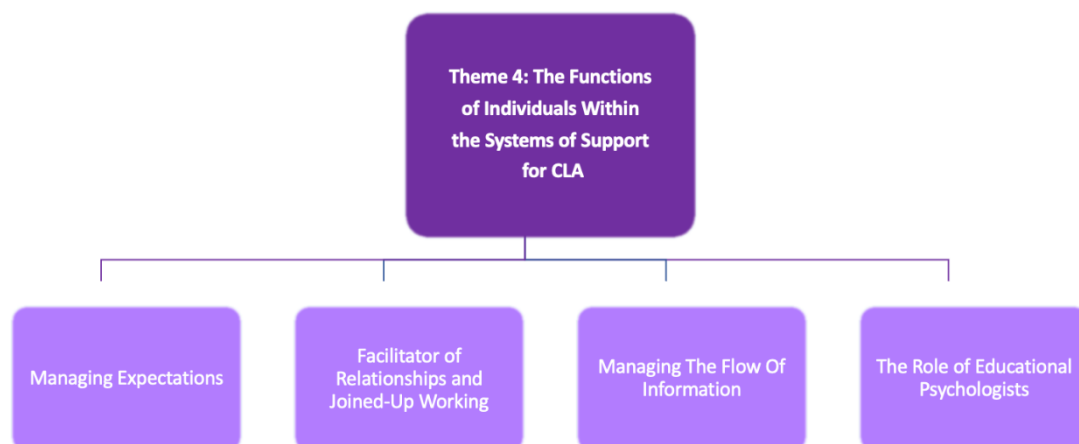 Theme 4: The Functions
of Individuals Within
the Systems of Support
for CLA
Managing Expectations
Facilitator of
Relationships and
Joined-Up Working
Managing The Flow Of
Information
The Role of Educational
Psychologists